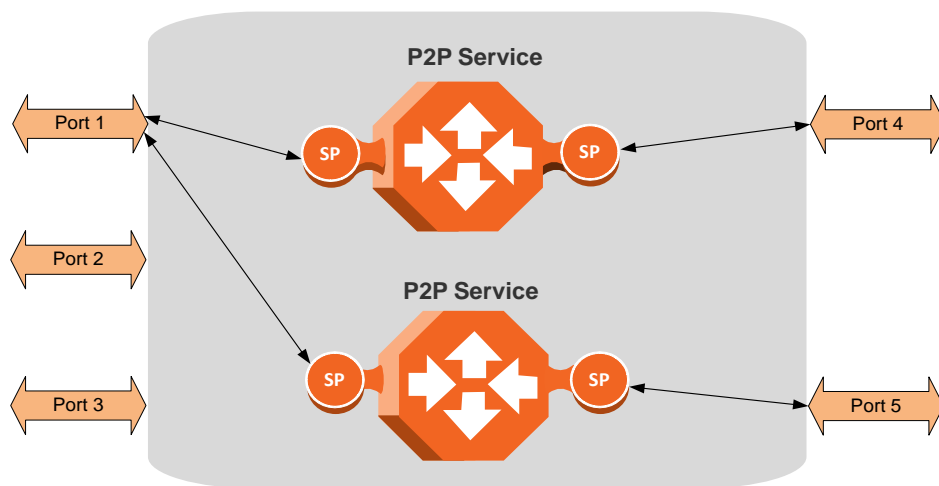 P2P Service
Port 1
SP
SP
Port 4
Port 2
P2P Service
SP
SP
Port 3
Port 5